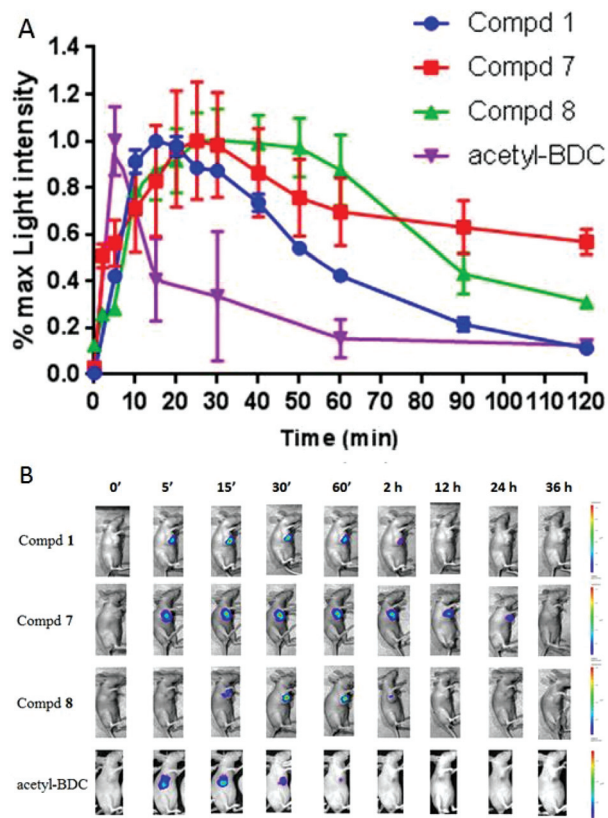 A
Compd 1
Compd 7
Compd 8
acetyl-BDC
% max Light intensity
1.4
1.2
1.0
0.8
0.6
0.4
0.2
0.0
0 10 20 30 40 50 60 70 80 90 100 110 120
Time (min)
B
0′ 5′ 15′ 30′ 60′ 2 h 12 h 24 h 36 h
Compd 1
Compd 7
Compd 8
acetyl-BDC